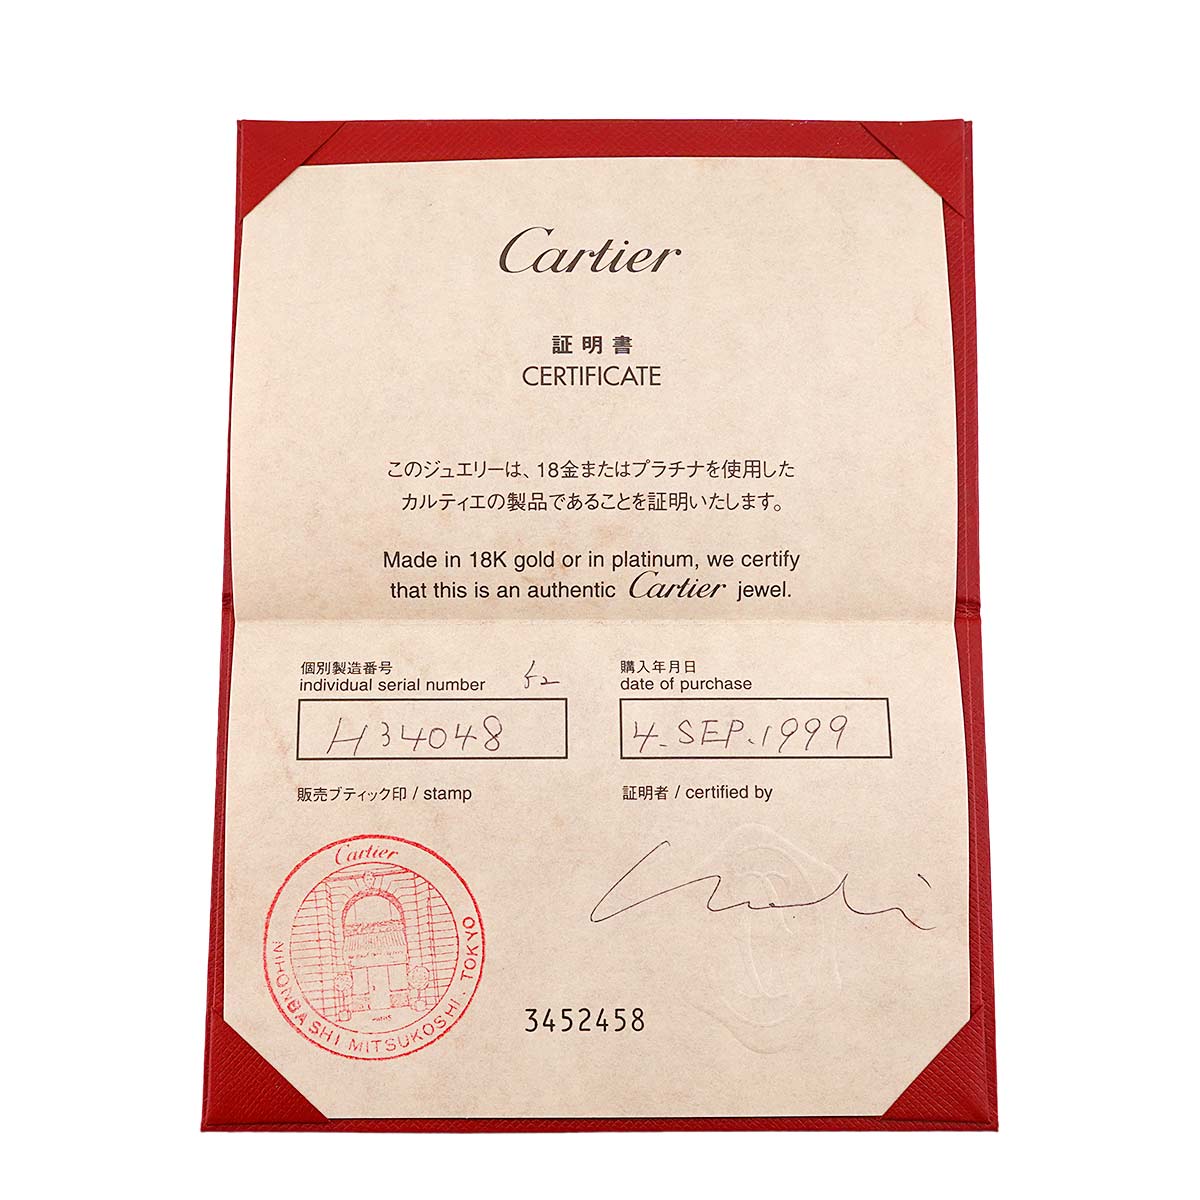 Cartier
証明書
CERTIFICATE
このジュエリーは、18金またはプラチナを使用した
カルティエの製品であることを証明いたします。
Made in 18K gold or in platinum, we certify
that this is an authentic Cartier jewel.
個別製造番号
individual serial number 52
H34048
購入年月日
date of purchase
4.SEP.1999
販売ブティック印 / stamp
証明者 / certified by
Cartier
NIHONBASHI MITSUKOSHI. TOKYO
3452458